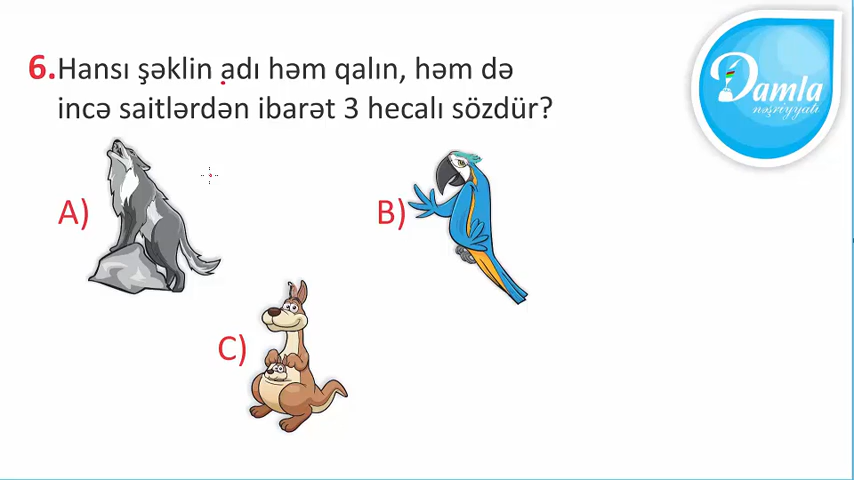 6.Hansı şəklin adı həm qalın, həm də
incə saitlərdən ibarət 3 hecalı sözdür?
Damla
nəşriyyatı
A)
B)
C)